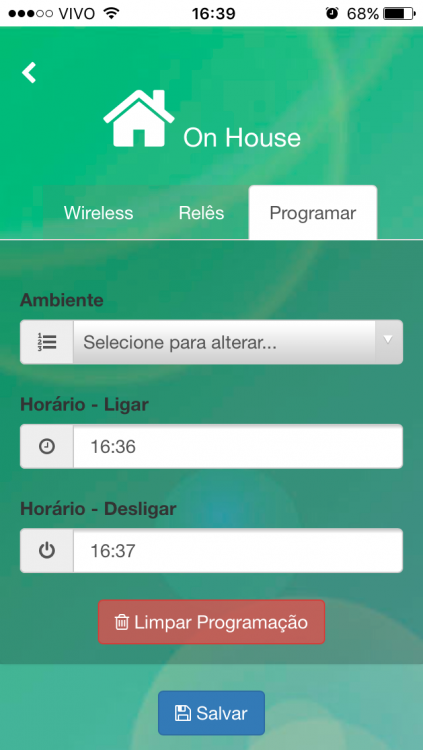 VIVO 16:39 68%
On House
Wireless Relês Programar
Ambiente
Selecione para alterar...
Horário - Ligar
16:36
Horário - Desligar
16:37
Limpar Programação
Salvar